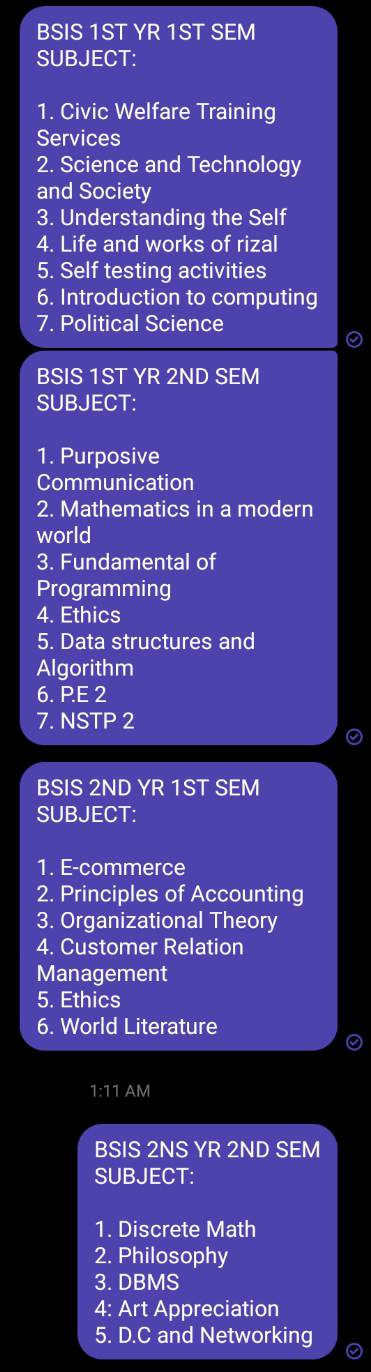 BSIS 1ST YR 1ST SEM
SUBJECT:
1. Civic Welfare Training
Services
2. Science and Technology
and Society
3. Understanding the Self
4. Life and works of rizal
5. Self testing activities
6. Introduction to computing
7. Political Science
BSIS 1ST YR 2ND SEM
SUBJECT:
1. Purposive
Communication
2. Mathematics in a modern
world
3. Fundamental of
Programming
4. Ethics
5. Data structures and
Algorithm
6. P.E 2
7. NSTP 2
BSIS 2ND YR 1ST SEM
SUBJECT:
1. E-commerce
2. Principles of Accounting
3. Organizational Theory
4. Customer Relation
Management
5. Ethics
6. World Literature
1:11 AM
BSIS 2NS YR 2ND SEM
SUBJECT:
1. Discrete Math
2. Philosophy
3. DBMS
4: Art Appreciation
5. D.C and Networking